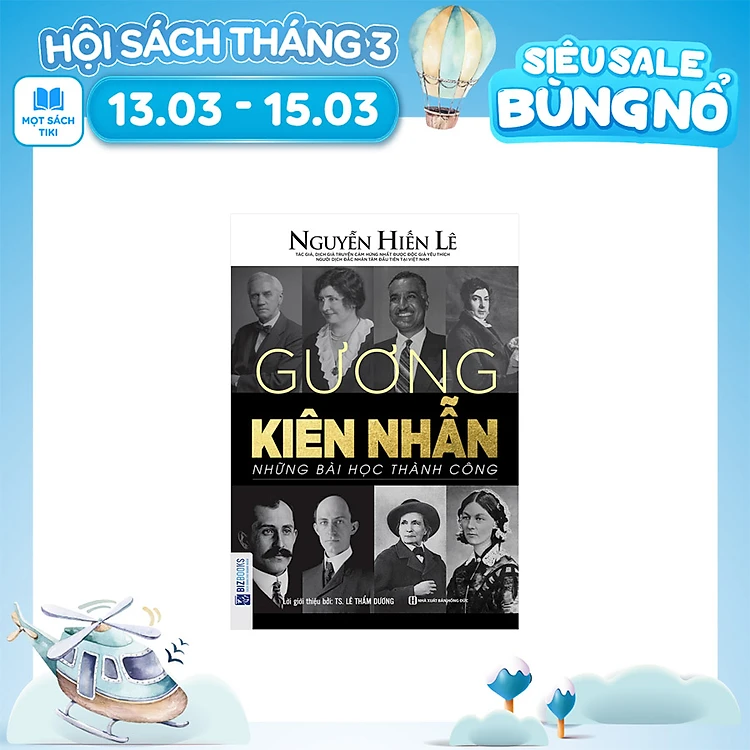 HỘI SÁCH THÁNG 3
13.03 - 15.03
MỌT SÁCH
TIKI
SIÊU SALE
BÙNG NỔ
NGUYỄN HIẾN LÊ
TÁC GIẢ, DỊCH GIẢ TRUYỀN CẢM HỨNG NHẤT ĐƯỢC ĐỘC GIẢ YÊU THÍCH
NGƯỜI DỊCH ĐẮC NHÂN TÂM ĐẦU TIÊN TẠI VIỆT NAM
GƯƠNG
KIÊN NHẪN
NHỮNG BÀI HỌC THÀNH CÔNG
BIZBOOKS
Lời giới thiệu bởi: TS. LÊ THẨM DƯƠNG
NHÀ XUẤT BẢN HỒNG ĐỨC